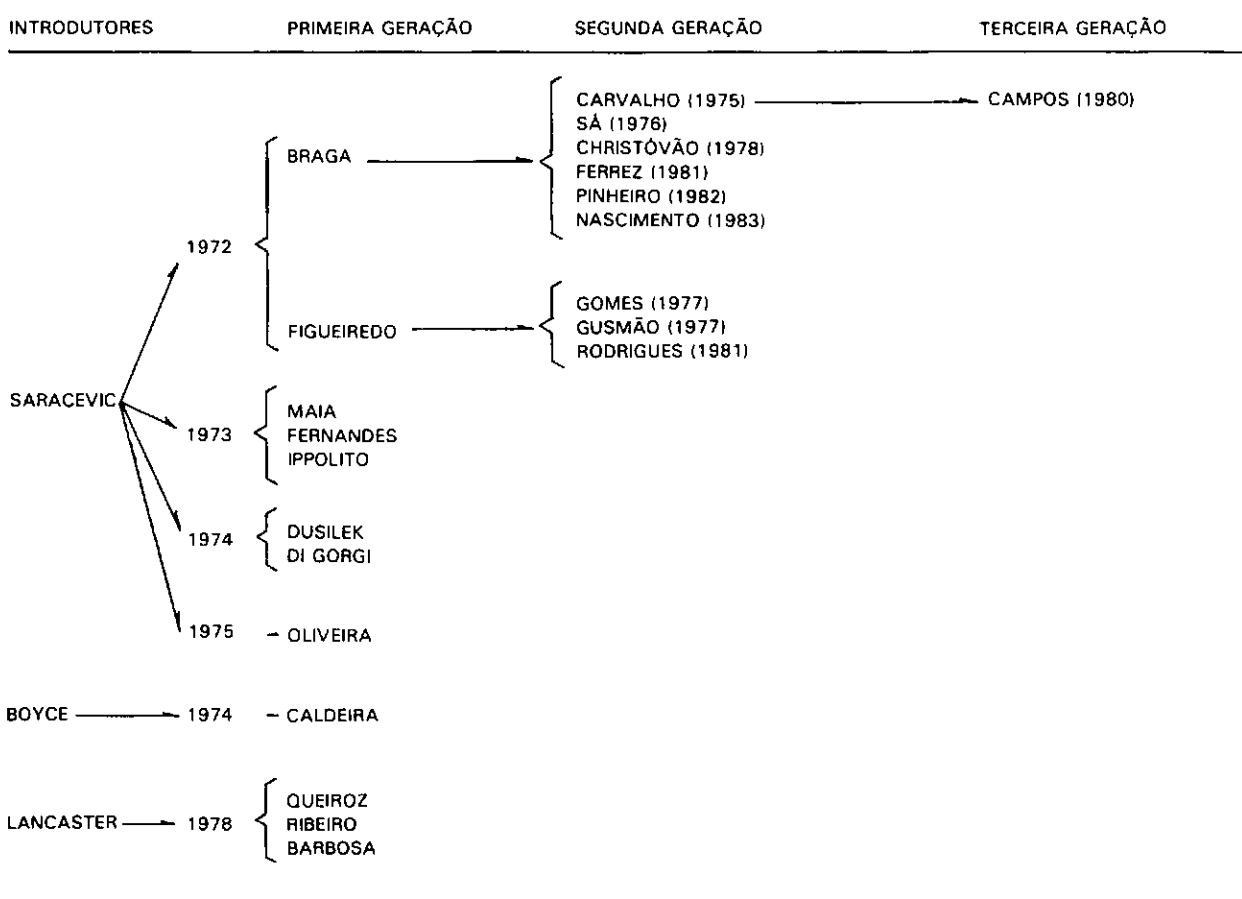 INTRODUTORES PRIMEIRA GERAÇÃO SEGUNDA GERAÇÃO TERCEIRA GERAÇÃO
CARVALHO (1975) CAMPOS (1980)
SÁ (1976)
CHRISTÓVÃO (1978)
BRAGA
FERREZ (1981)
PINHEIRO (1982)
NASCIMENTO (1983)
1972
GOMES (1977)
FIGUEIREDO GUSMÃO (1977)
RODRIGUES (1981)
SARACEVIC
MAIA
1973 FERNANDES
IPPOLITO
1974 DUSILEK
DI GORGI
1975 - OLIVEIRA
BOYCE 1974 - CALDEIRA
QUEIROZ
LANCASTER 1978 RIBEIRO
BARBOSA